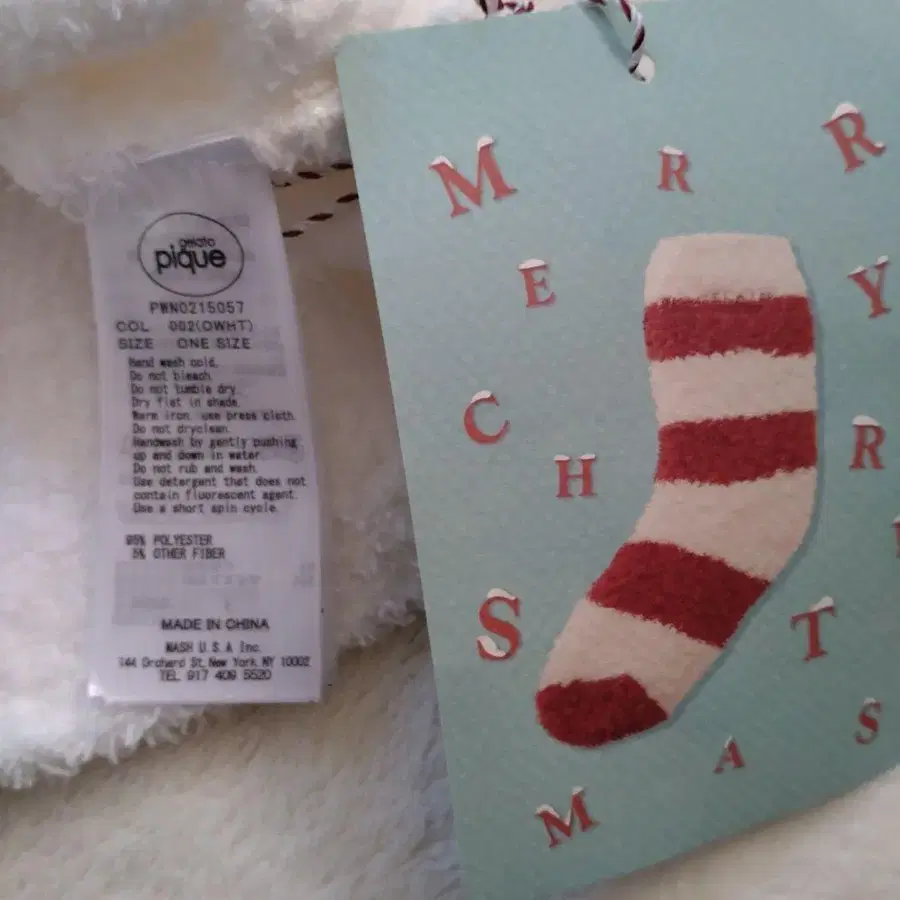 gelato
pique
PWNO215057
COL 002(OWHT)
SIZE ONE SIZE
Hand wash cold.
Do not bleach.
Do not tumble dry.
Dry flat in shade.
Warm iron. use press cloth.
Do not dryclean.
Handwash by gently pushing
up and down in water.
Do not rub and wash.
Use detergent that does not
contain fluorescent agent.
Use a short spin cycle.
95% POLYESTER
5% OTHER FIBER
MADE IN CHINA
MASH U.S.A Inc.
144 Orchard St, New York NY 10002
TEL 917 409 5520
M R R
E Y
C H R
S T
M A S